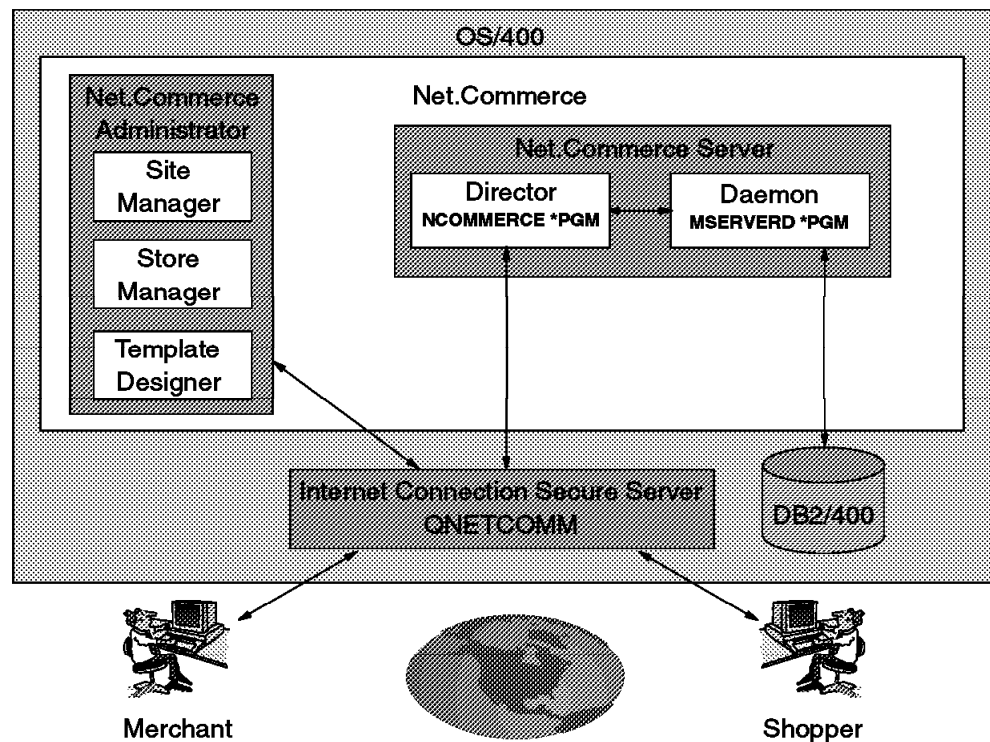 OS/400
Net.Commerce
Administrator
Site
Manager
Store
Manager
Template
Designer
Net.Commerce
Net.Commerce Server
Director
NCOMMERCE *PGM
Daemon
MSERVERD *PGM
Internet Connection Secure Server
QNETCOMM
DB2/400
Merchant
Shopper